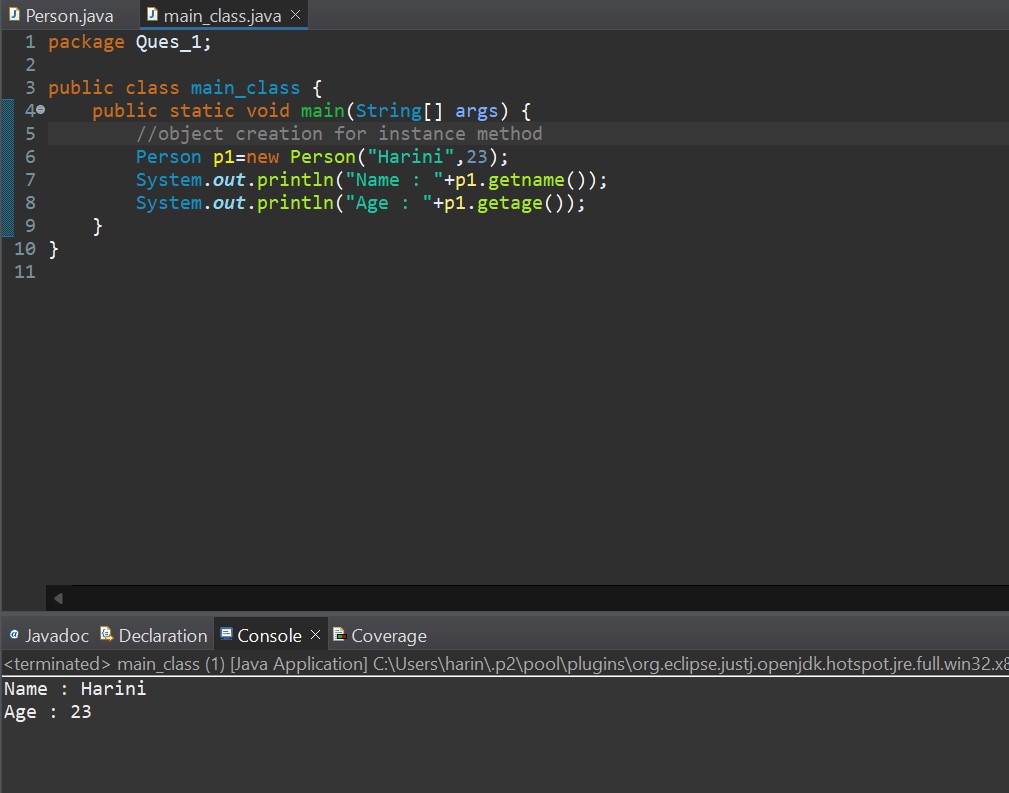 Person.java main_class.java
1 package Ques_1;
2
3 public class main_class {
4 public static void main(String[] args) {
5 //object creation for instance method
6 Person p1=new Person("Harini",23);
7 System.out.println("Name : "+p1.getname());
8 System.out.println("Age : "+p1.getage());
9 }
10 }
11
@ Javadoc Declaration Console Coverage
<terminated> main_class (1) [Java Application] C:\Users\harin\.p2\pool\plugins\org.eclipse.justj.openjdk.hotspot.jre.full.win32.x8
Name : Harini
Age : 23